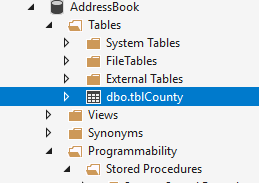 AddressBook
Tables
System Tables
FileTables
External Tables
dbo.tblCounty
Views
Synonyms
Programmability
Stored Procedures